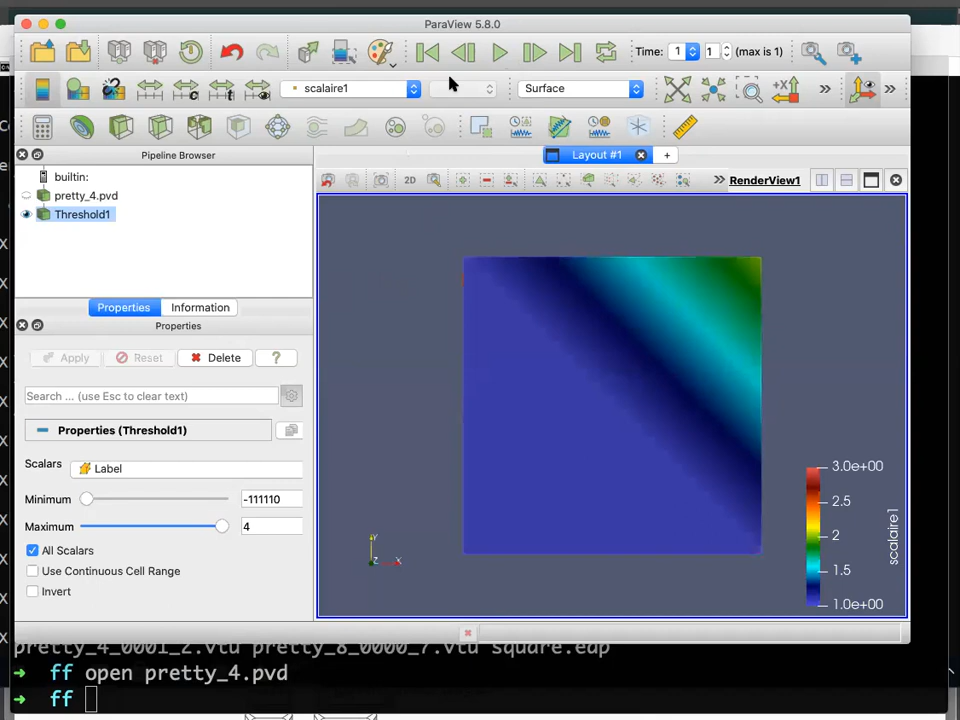 ParaView 5.8.0
Time: 1 1 (max is 1)
scalaire1 Surface
Pipeline Browser
Layout #1
builtin:
pretty_4.pvd
Threshold1
2D
RenderView1
Properties Information
Properties
Apply Reset Delete ?
Search ... (use Esc to clear text)
Properties (Threshold1)
Scalars Label
Minimum -111110
Maximum 4
All Scalars
Use Continuous Cell Range
Invert
Y
Z X
3.0e+00
2.5
2
1.5
1.0e+00
scalaire1
pretty_4_0001_2.vtu pretty_8_0000_7.vtu square.edp
→ ff open pretty_4.pvd
→ ff